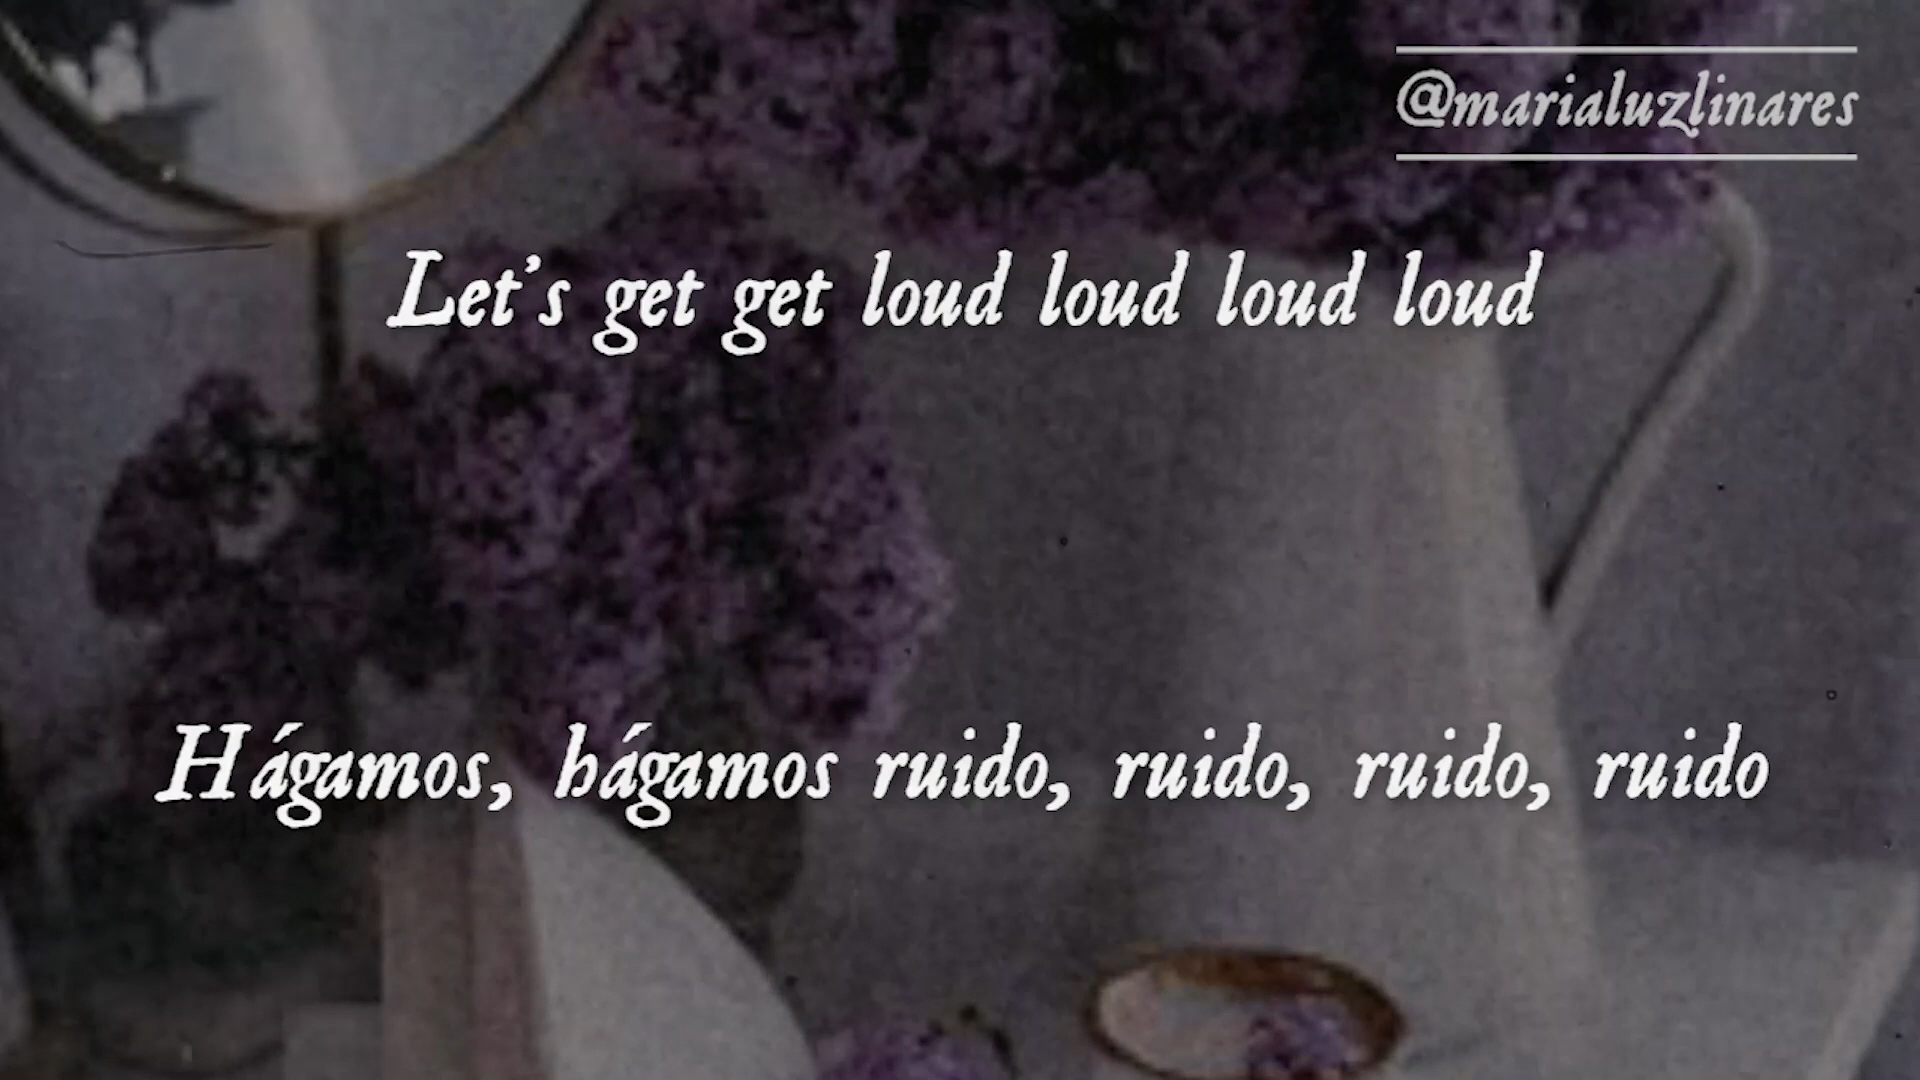 @marialuzlinares
Let's get get loud loud loud loud
Hágamos, hágamos ruido, ruido, ruido, ruido